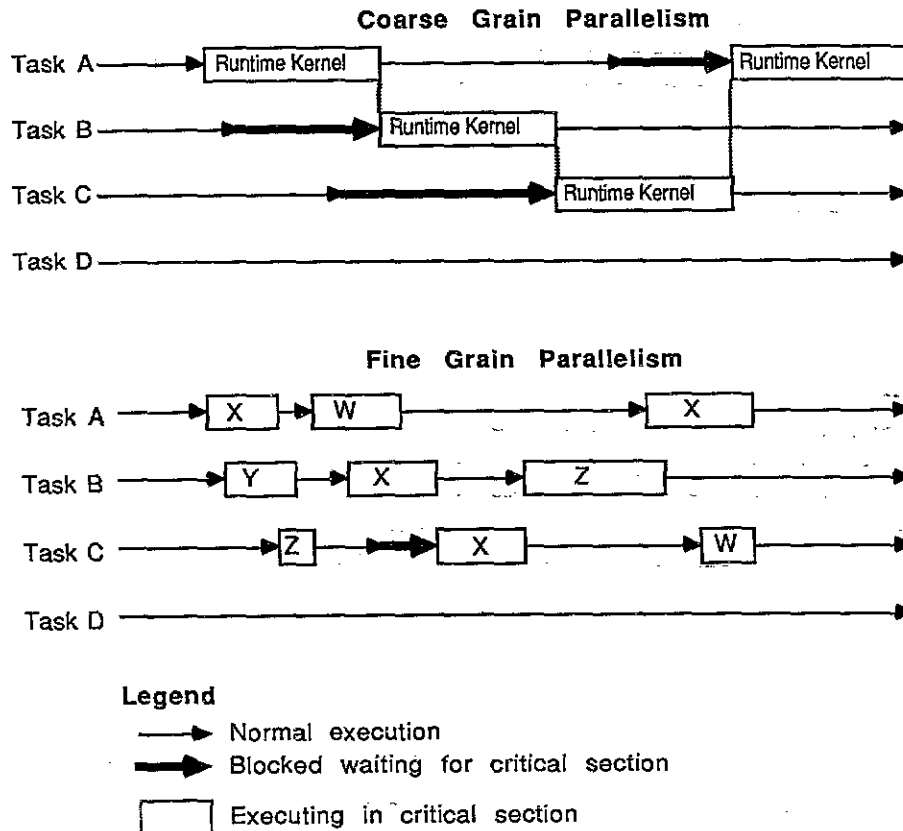 Coarse Grain Parallelism
Task A Runtime Kernel Runtime Kernel
Task B Runtime Kernel
Task C Runtime Kernel
Task D
Fine Grain Parallelism
Task A X W X
Task B Y X Z
Task C Z X W
Task D
Legend
Normal execution
Blocked waiting for critical section
Executing in critical section